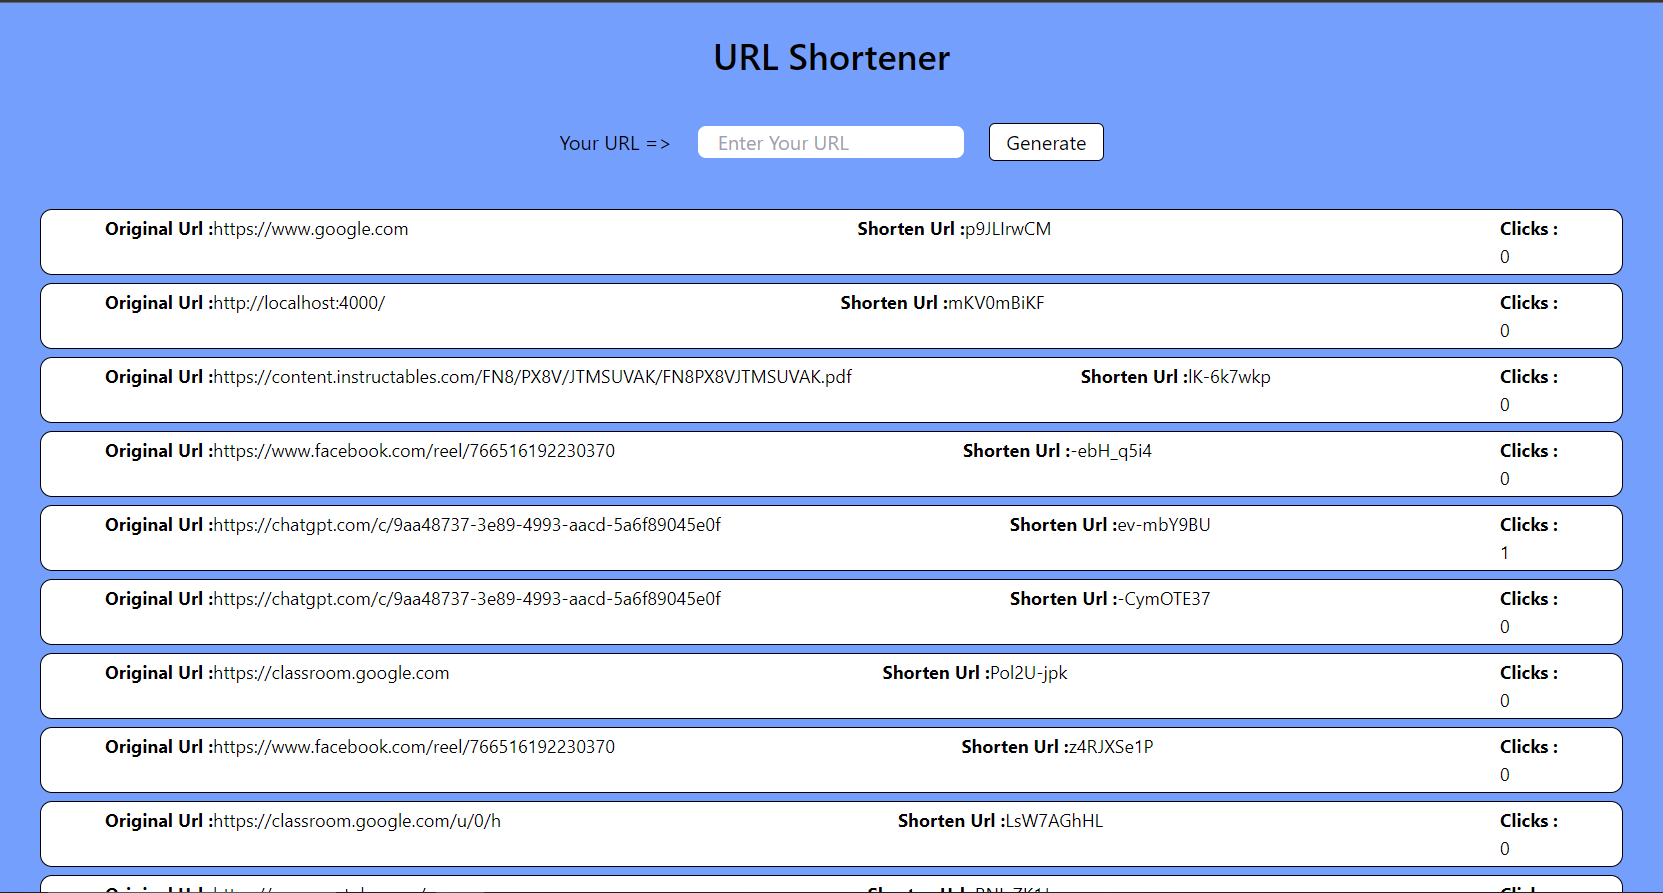 URL Shortener
Your URL => Enter Your URL Generate
Original Url :https://www.google.com Shorten Url :p9JLIrwCM Clicks :
0
Original Url :http://localhost:4000/ Shorten Url :mKV0mBiKF Clicks :
0
Original Url :https://content.instructables.com/FN8/PX8V/JTMSUVAK/FN8PX8VJTMSUVAK.pdf Shorten Url :lK-6k7wkp Clicks :
0
Original Url :https://www.facebook.com/reel/766516192230370 Shorten Url :-ebH_q5i4 Clicks :
0
Original Url :https://chatgpt.com/c/9aa48737-3e89-4993-aacd-5a6f89045e0f Shorten Url :ev-mbY9BU Clicks :
1
Original Url :https://chatgpt.com/c/9aa48737-3e89-4993-aacd-5a6f89045e0f Shorten Url :-CymOTE37 Clicks :
0
Original Url :https://classroom.google.com Shorten Url :Pol2U-jpk Clicks :
0
Original Url :https://www.facebook.com/reel/766516192230370 Shorten Url :z4RJXSe1P Clicks :
0
Original Url :https://classroom.google.com/u/0/h Shorten Url :LsW7AGhHL Clicks :
0
Original Url Shorten Url Clicks